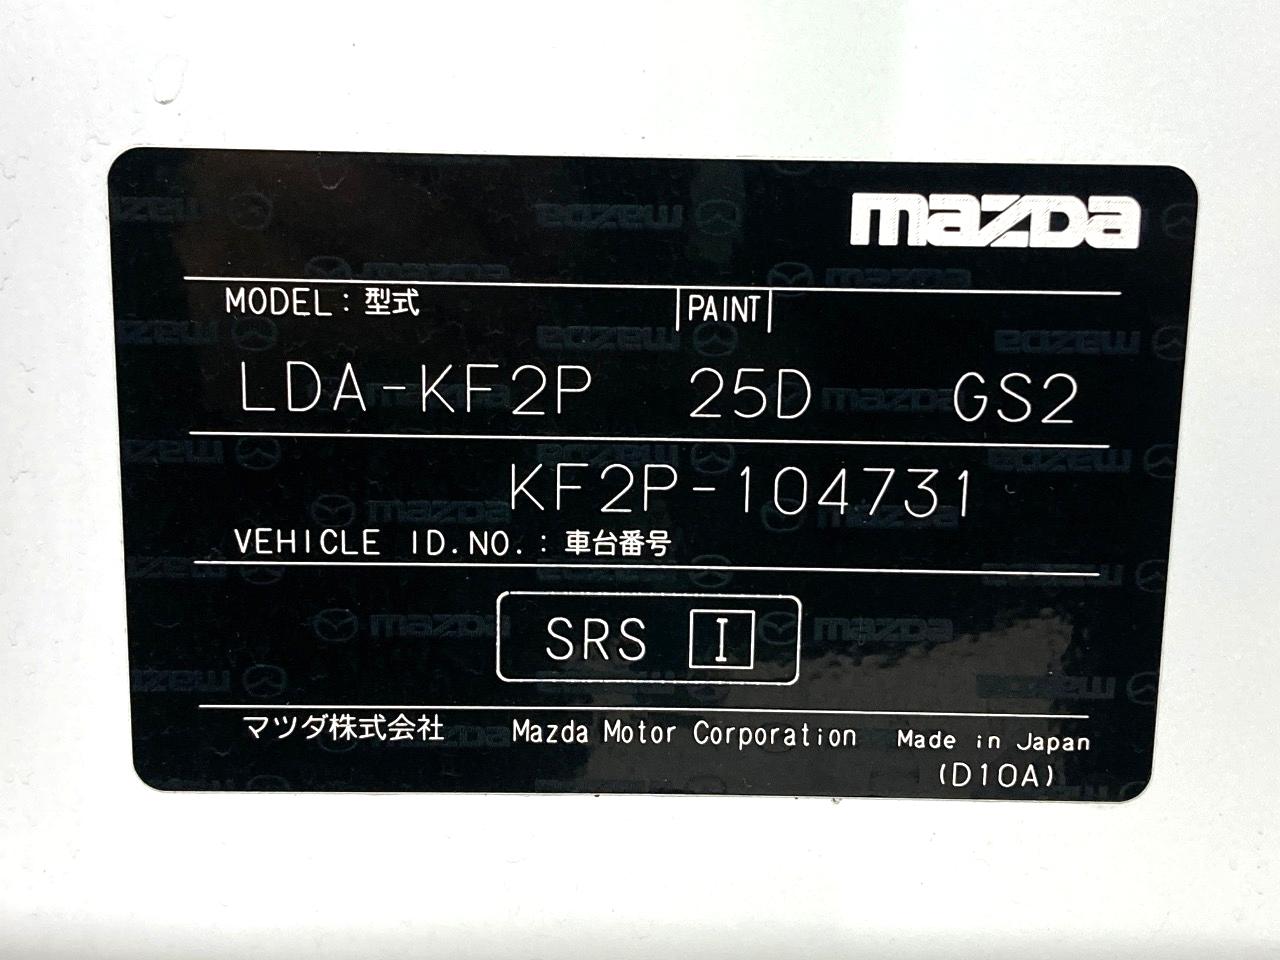 mazda
MODEL: 型式 PAINT
LDA-KF2P 25D GS2
KF2P-104731
VEHICLE ID.NO.: 車台番号
SRS I
マツダ株式会社 Mazda Motor Corporation Made in Japan
(D10A)